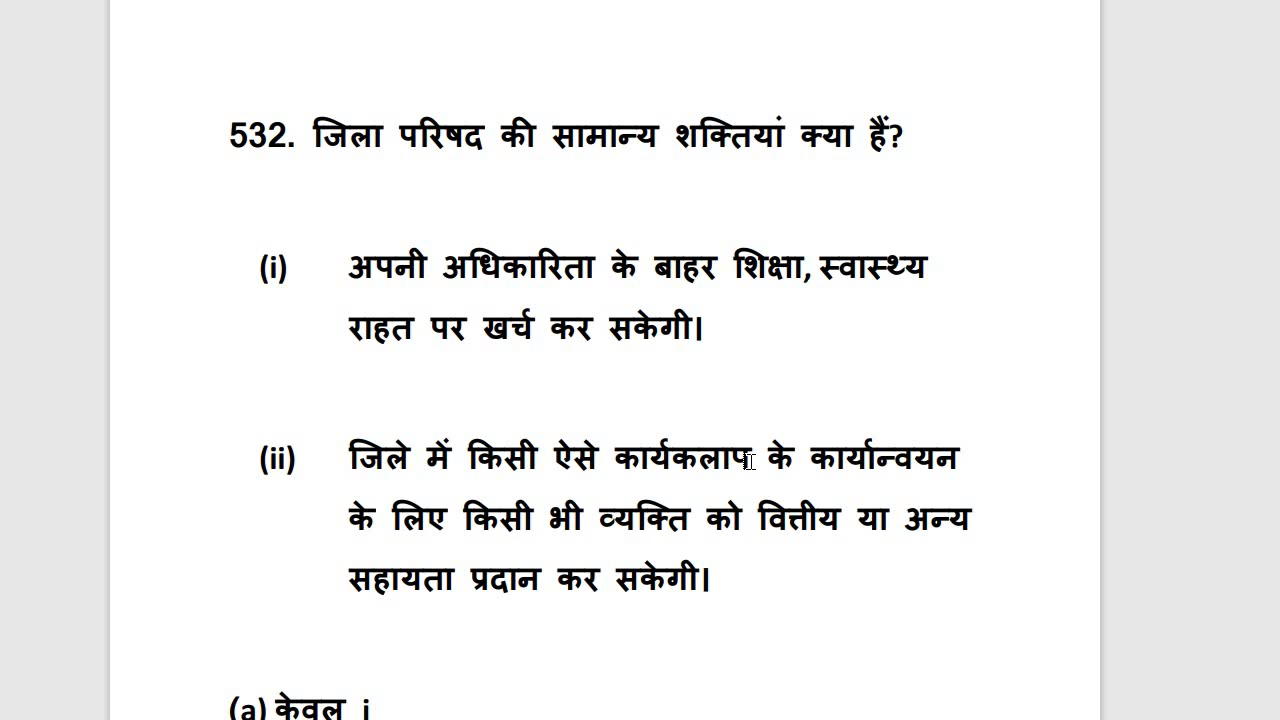 532. जिला परिषद की सामान्य शक्तियां क्या हैं?
(i) अपनी अधिकारिता के बाहर शिक्षा, स्वास्थ्य
राहत पर खर्च कर सकेगी।
(ii) जिले में किसी ऐसे कार्यकलाप के कार्यान्वयन
के लिए किसी भी व्यक्ति को वित्तीय या अन्य
सहायता प्रदान कर सकेगी।
(a) केवल i